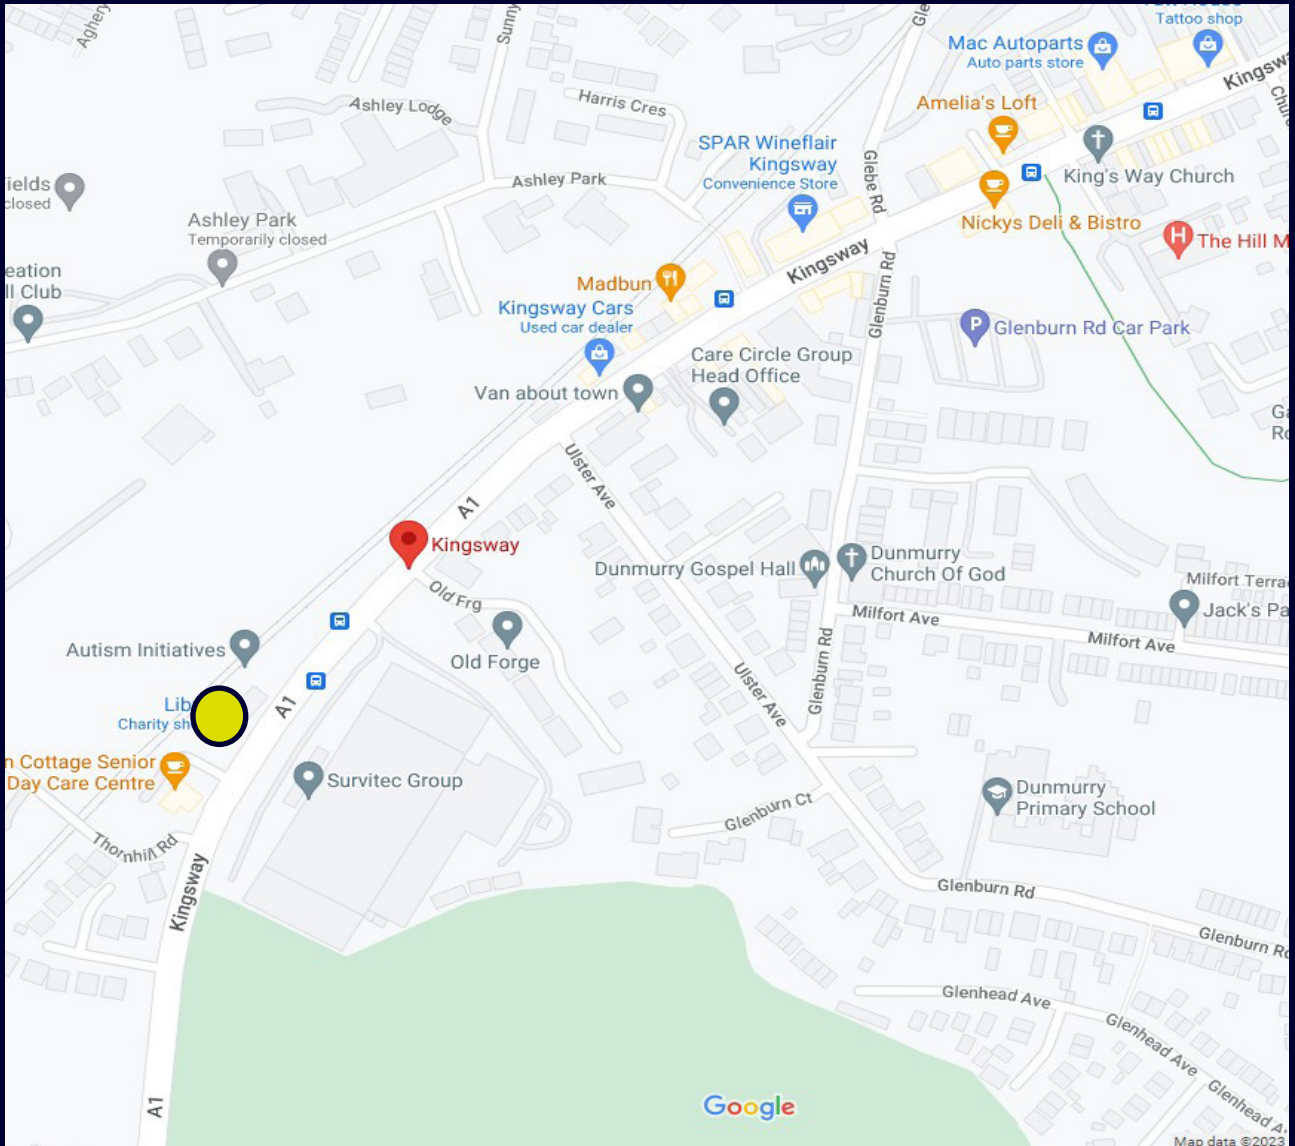 Tattoo shop
Mac Autoparts
Auto parts store
Kingsw
Aghery
Sunny
Gle
Ashley Lodge
Harris Cres
Amelia's Loft
SPAR Wineflair
Kingsway
Convenience Store
Glebe Rd
King's Way Church
Ashley Park
ields
closed
Ashley Park
Temporarily closed
Nickys Deli & Bistro
H
The Hill M
Kingsway
eation
ll Club
Madbun
Kingsway Cars
Used car dealer
Glenburn Rd
P
Glenburn Rd Car Park
Care Circle Group
Head Office
Van about town
Ulster Ave
A1
Kingsway
Dunmurry Gospel Hall
Dunmurry
Church Of God
Old Frg
Milfort Terra
Jack's Pa
Milfort Ave
Milfort Ave
Autism Initiatives
Old Forge
Glenburn Rd
Ulster Ave
Lib
Charity sh
A1
n Cottage Senior
Day Care Centre
Survitec Group
Dunmurry
Primary School
Glenburn Ct
Thornhill Rd
Kingsway
Glenburn Rd
Glenburn Rd
Glenhead Ave
Glenhead Ave
Glenhead A
A1
Google
Map data ©2023